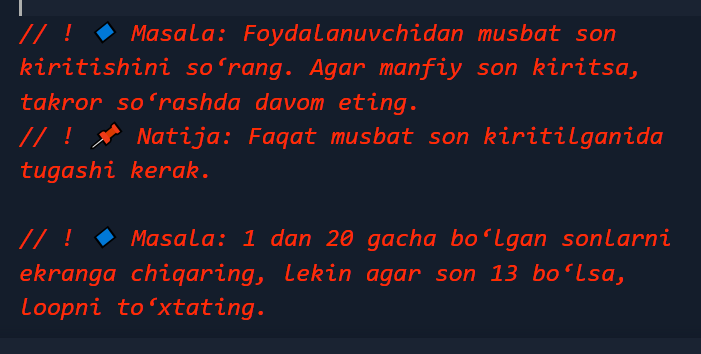 // ! 🔹 Masala: Foydalanuvchidan musbat son
kiritishini so‘rang. Agar manfiy son kiritsa,
takror so‘rashda davom eting.
// ! 📌 Natija: Faqat musbat son kiritilganida
tugashi kerak.
// ! 🔹 Masala: 1 dan 20 gacha bo‘lgan sonlarni
ekranga chiqaring, lekin agar son 13 bo‘lsa,
loopni to‘xtating.